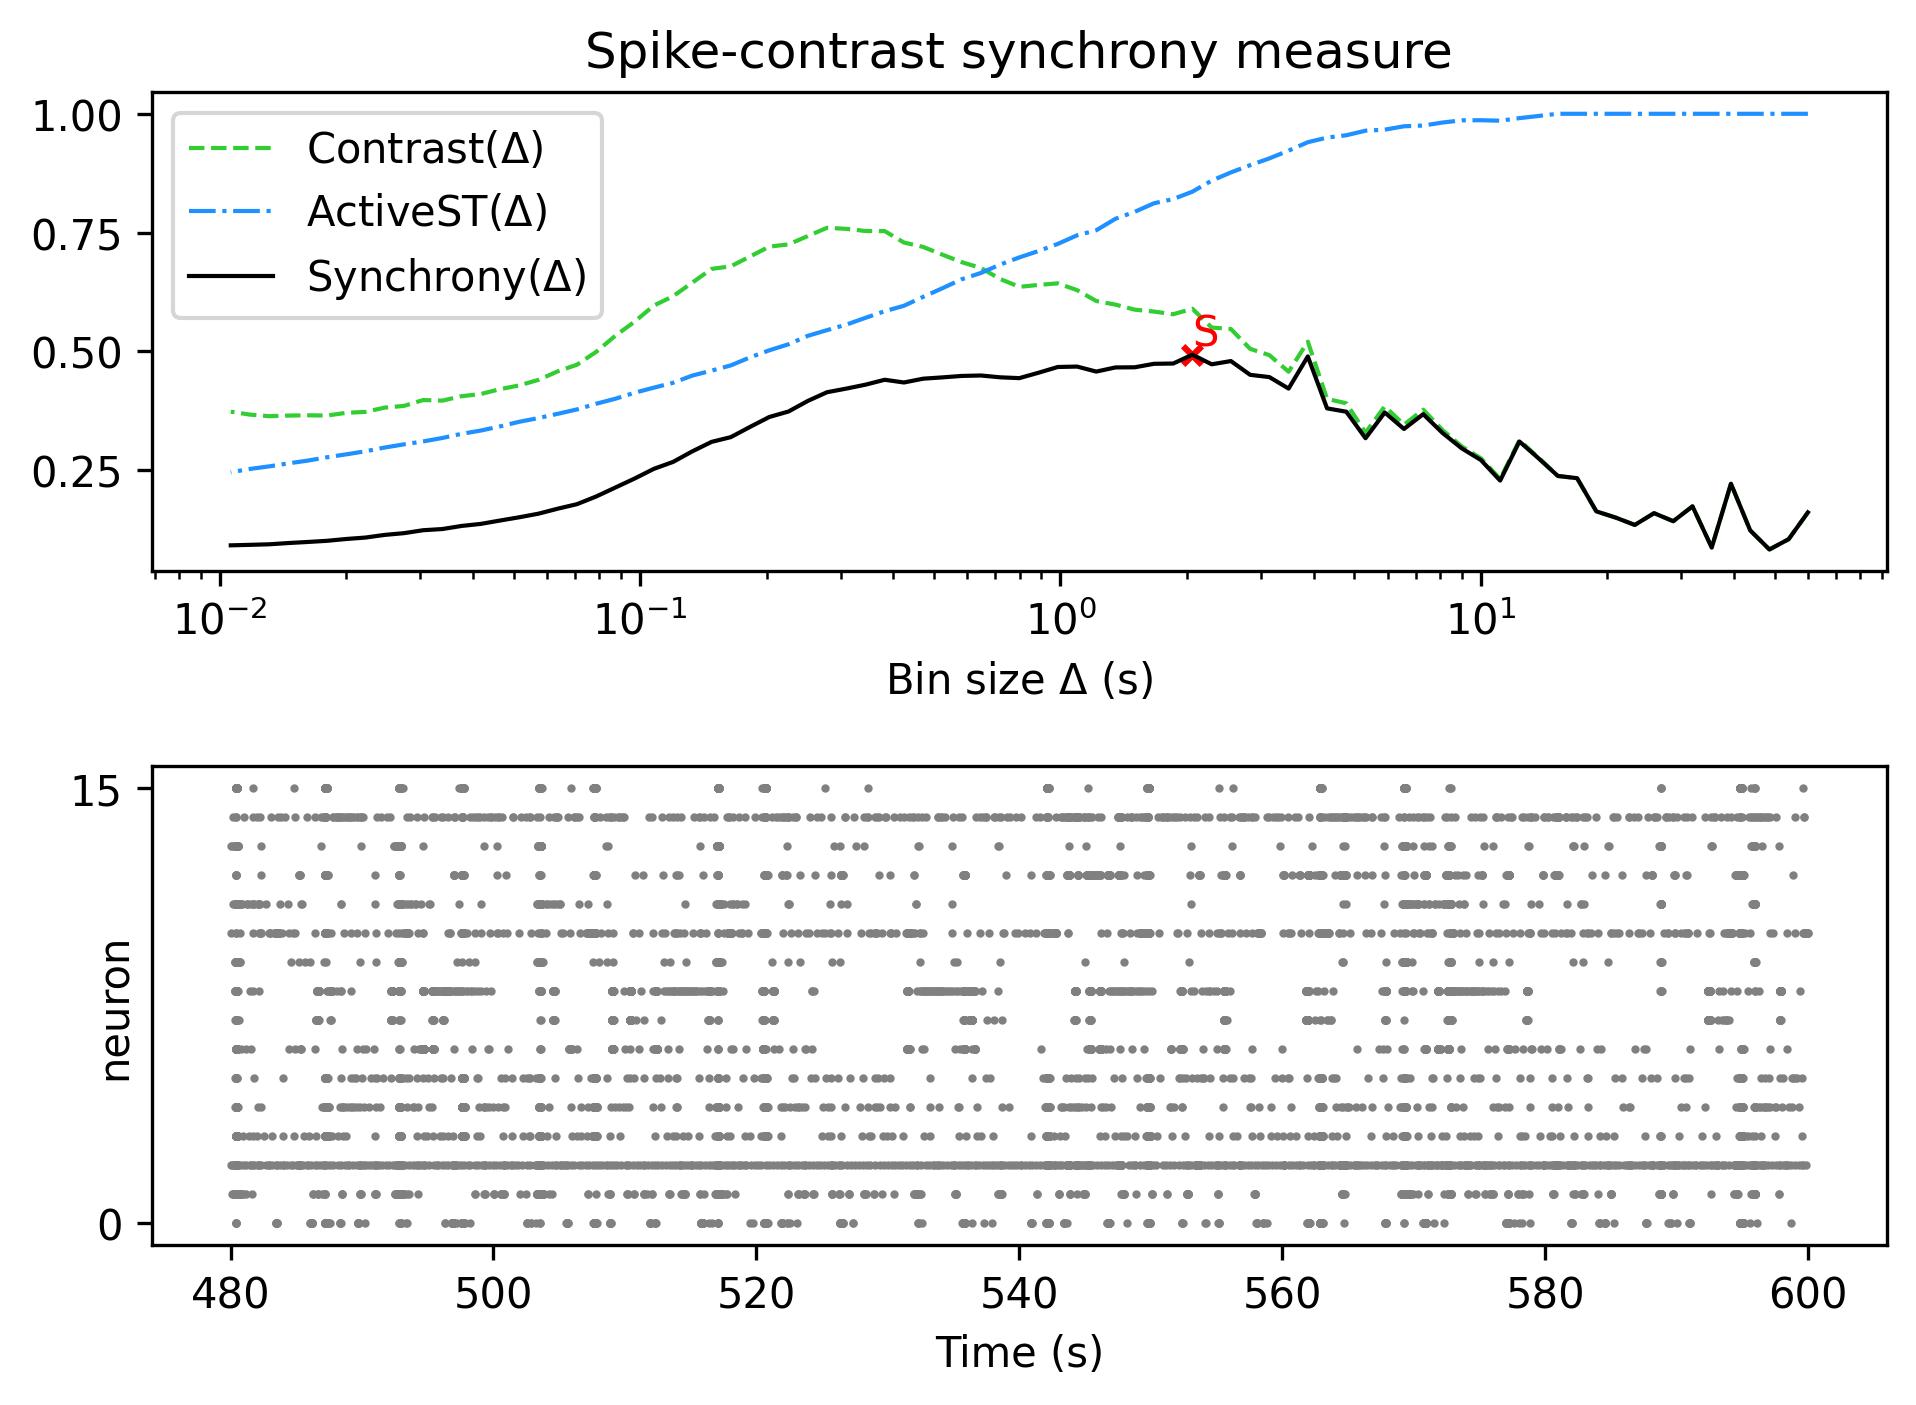 Spike-contrast synchrony measure
1.00
0.75
0.50
0.25
Contrast(Δ)
ActiveST(Δ)
Synchrony(Δ)
S
10⁻² 10⁻¹ 10⁰ 10¹
Bin size Δ (s)
15
0
neuron
480 500 520 540 560 580 600
Time (s)